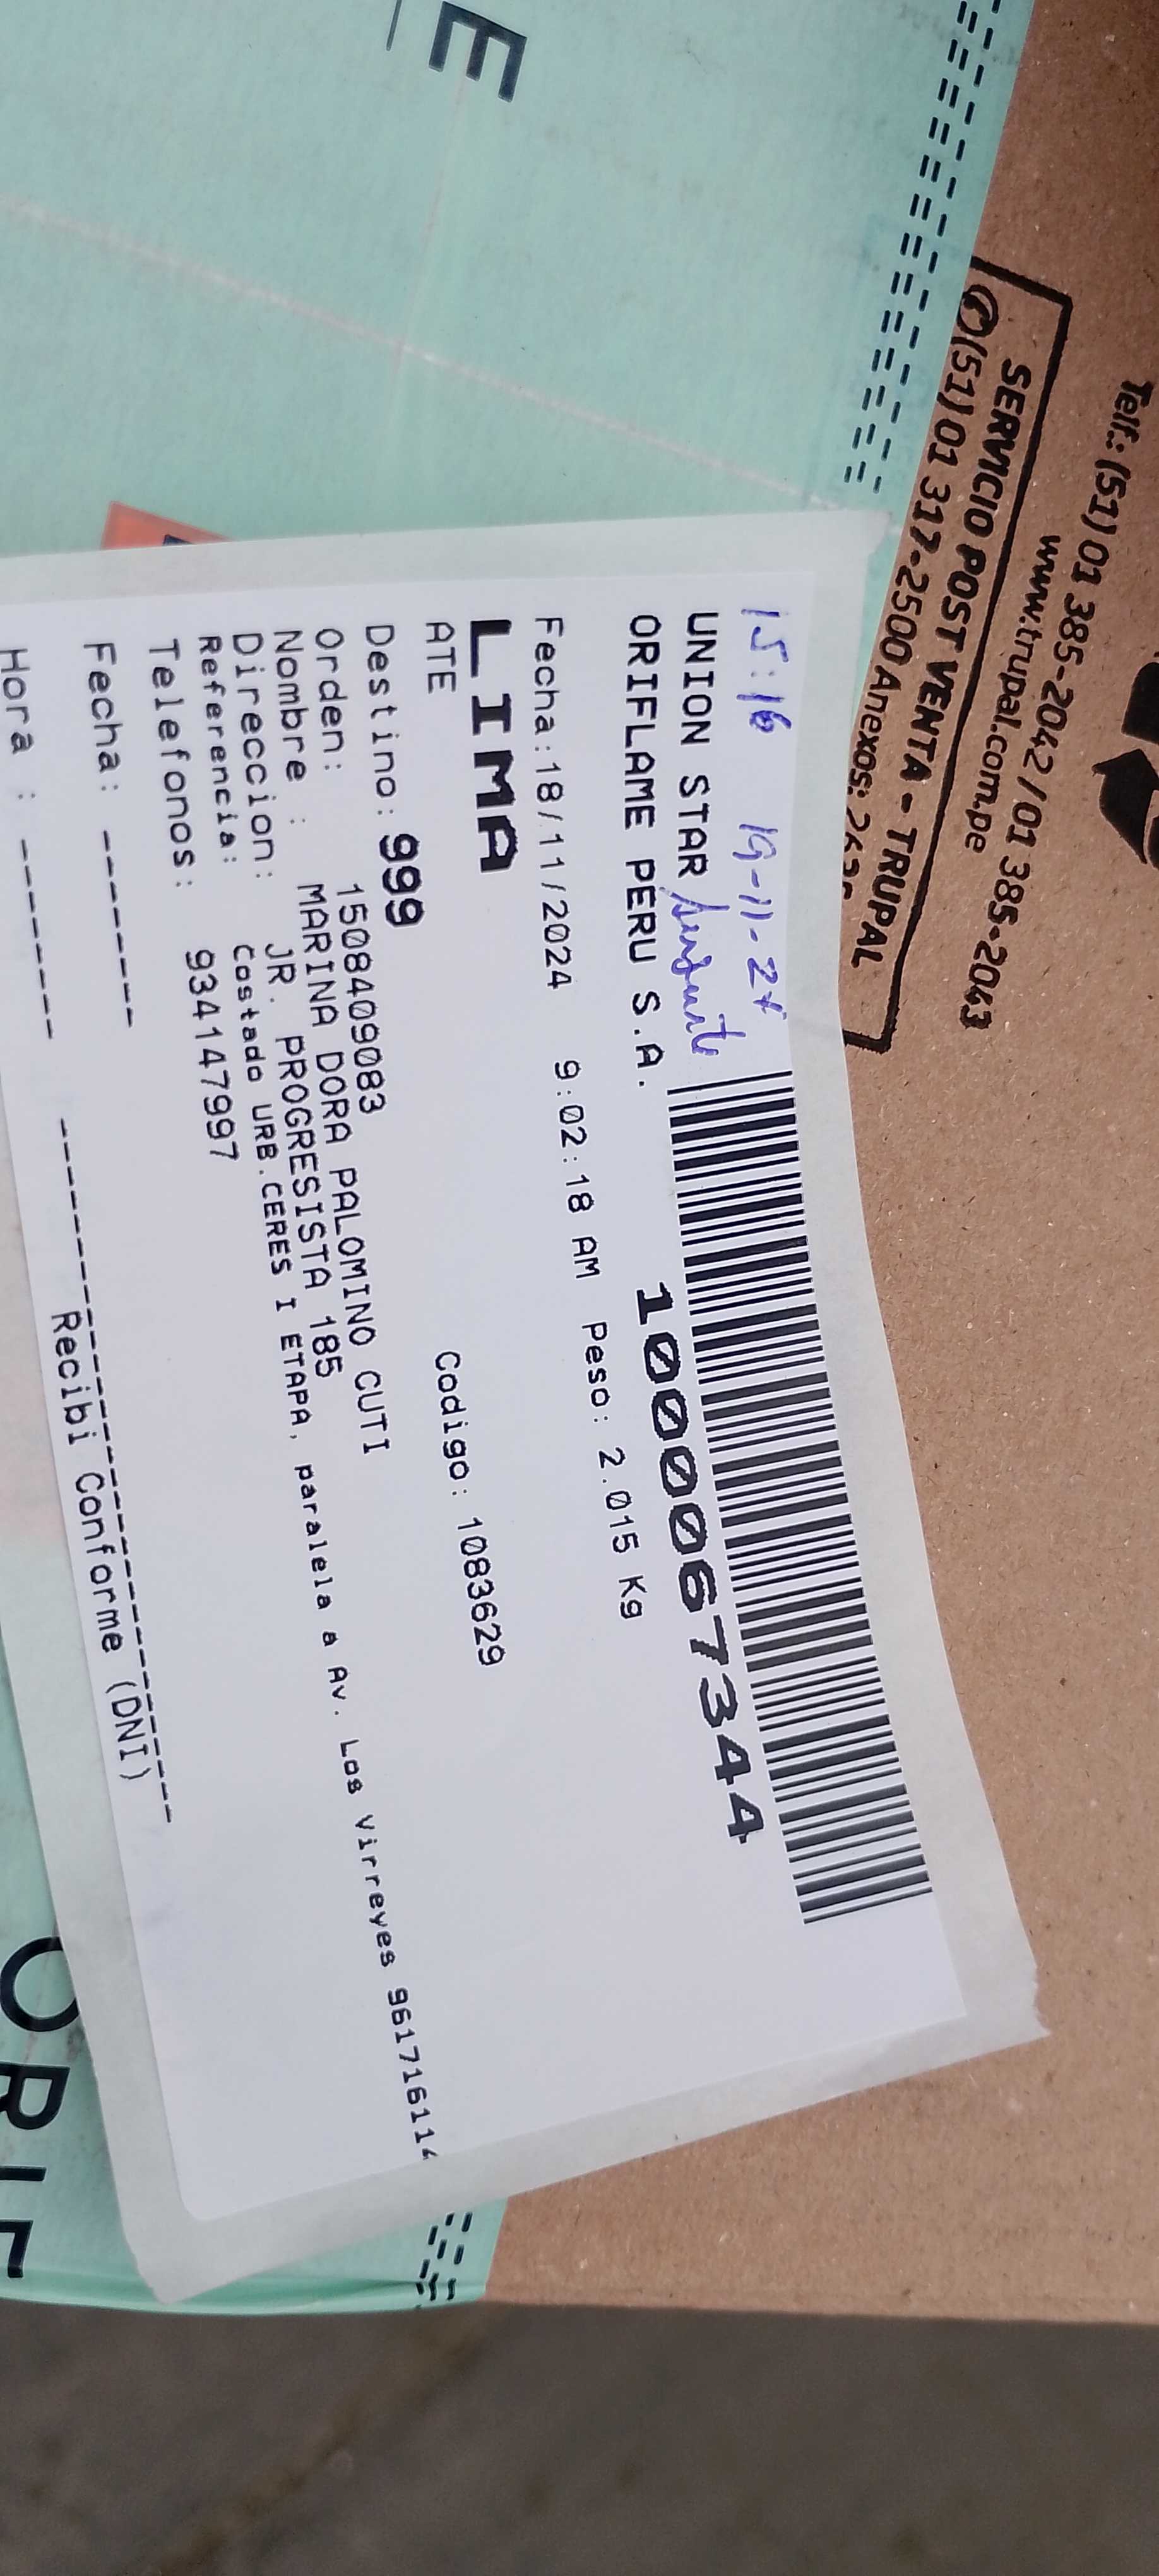 E
Telf.: (51) 01 385-2042 / 01 385-2043
www.trupal.com.pe
SERVICIO POST VENTA - TRUPAL
(51) 01 317-2500 Anexos:
15:16 19-11-24
UNION STAR
ORIFLAME PERU S.A.
1000067344
Fecha:18/11/2024 9:02:18 AM Peso: 2.015 Kg
LIMA
ATE Codigo: 1083629
Destino: 999
Orden: 1508409083
Nombre : MARINA DORA PALOMINO CUTI
Direccion: JR. PROGRESISTA 185
Referencia: Costado URB.CERES I ETAPA, paralela a Av. Los Virreyes 96171611
Telefonos: 934147997
Fecha: -------
Hora : -------
Recibi Conforme (DNI)
ORIF